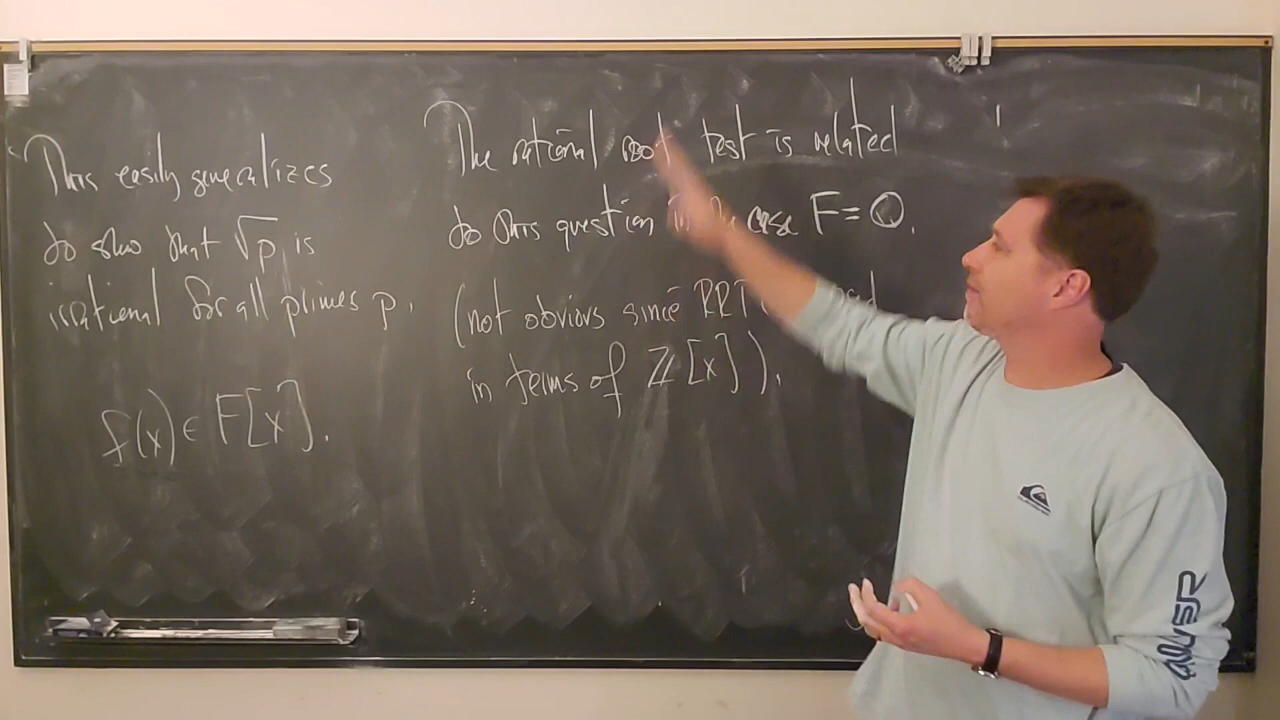 This easily generalizes
to show that √p is
irrational for all primes p.
f(x) ∈ F[x].
The rational root test is related
to this question in the case F = Q.
(not obvious since RRT
in terms of ℤ[x]).